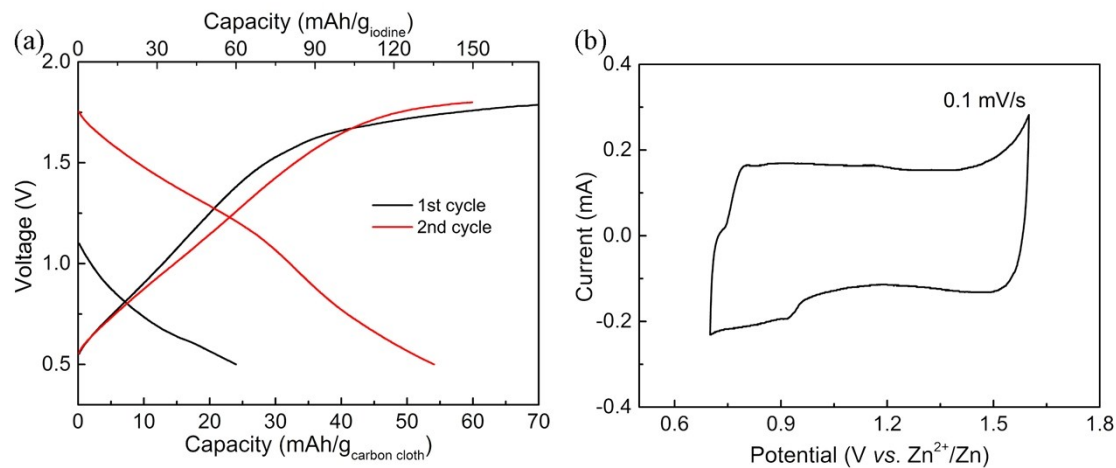 (a)
Capacity (mAh/g_iodine)
0 30 60 90 120 150
2.0
1.5
1.0
0.5
Voltage (V)
1st cycle
2nd cycle
0 10 20 30 40 50 60 70
Capacity (mAh/g_carbon cloth)
(b)
0.4
0.2
0.0
-0.2
-0.4
Current (mA)
0.1 mV/s
0.6 0.9 1.2 1.5 1.8
Potential (V vs. Zn²⁺/Zn)